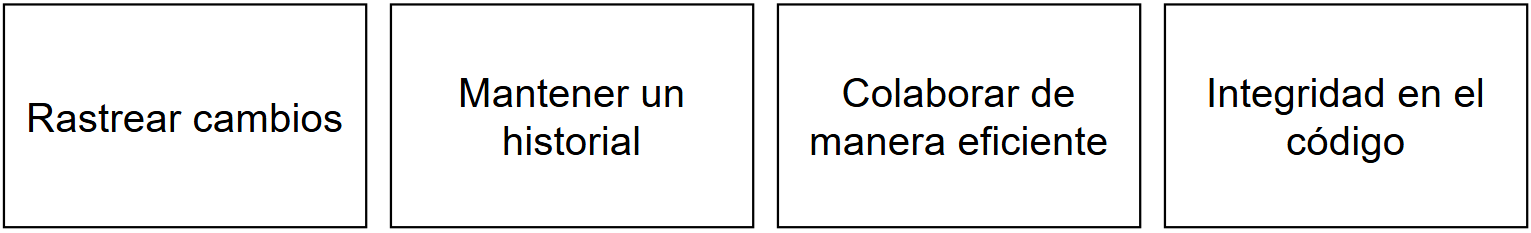 Rastrear cambios
Mantener un
historial
Colaborar de
manera eficiente
Integridad en el
código